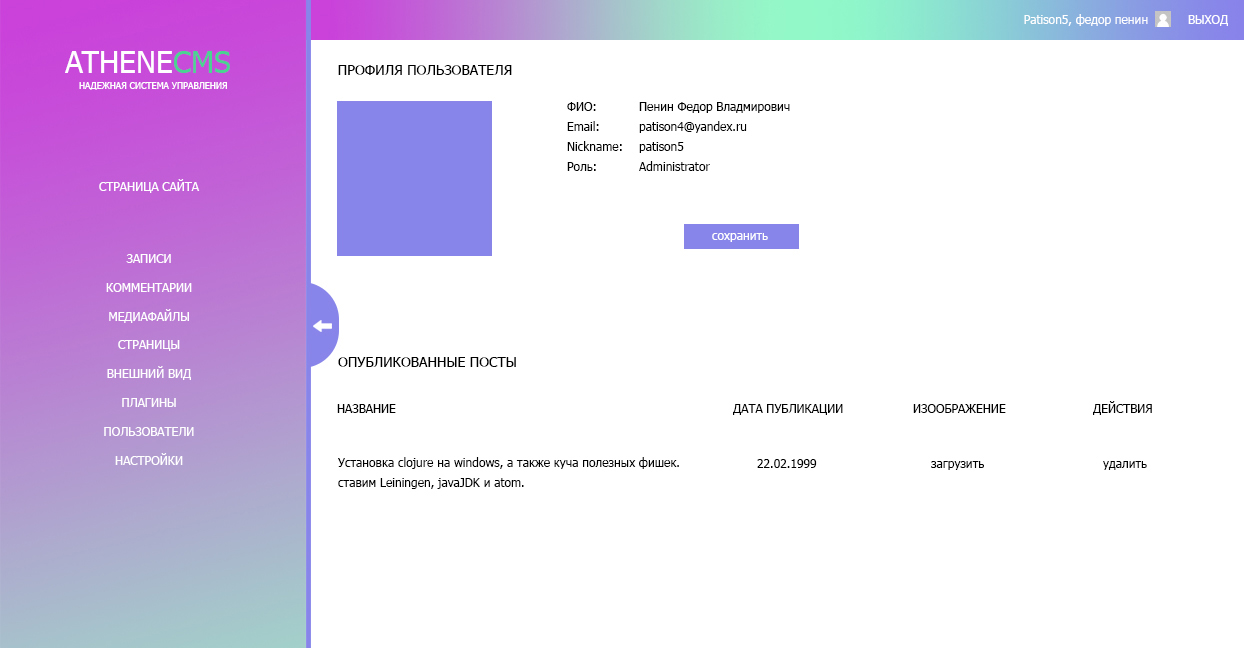 Patison5, федор пенин
ВЫХОД
ATHENECMS
НАДЕЖНАЯ СИСТЕМА УПРАВЛЕНИЯ
СТРАНИЦА САЙТА
ЗАПИСИ
КОММЕНТАРИИ
МЕДИАФАЙЛЫ
СТРАНИЦЫ
ВНЕШНИЙ ВИД
ПЛАГИНЫ
ПОЛЬЗОВАТЕЛИ
НАСТРОЙКИ
ПРОФИЛЯ ПОЛЬЗОВАТЕЛЯ
ФИО: Пенин Федор Владмирович
Email: patison4@yandex.ru
Nickname: patison5
Роль: Administrator
сохранить
ОПУБЛИКОВАННЫЕ ПОСТЫ
НАЗВАНИЕ ДАТА ПУБЛИКАЦИИ ИЗООБРАЖЕНИЕ ДЕЙСТВИЯ
Установка clojure на windows, а также куча полезных фишек. 22.02.1999 загрузить удалить
ставим Leiningen, javaJDK и atom.